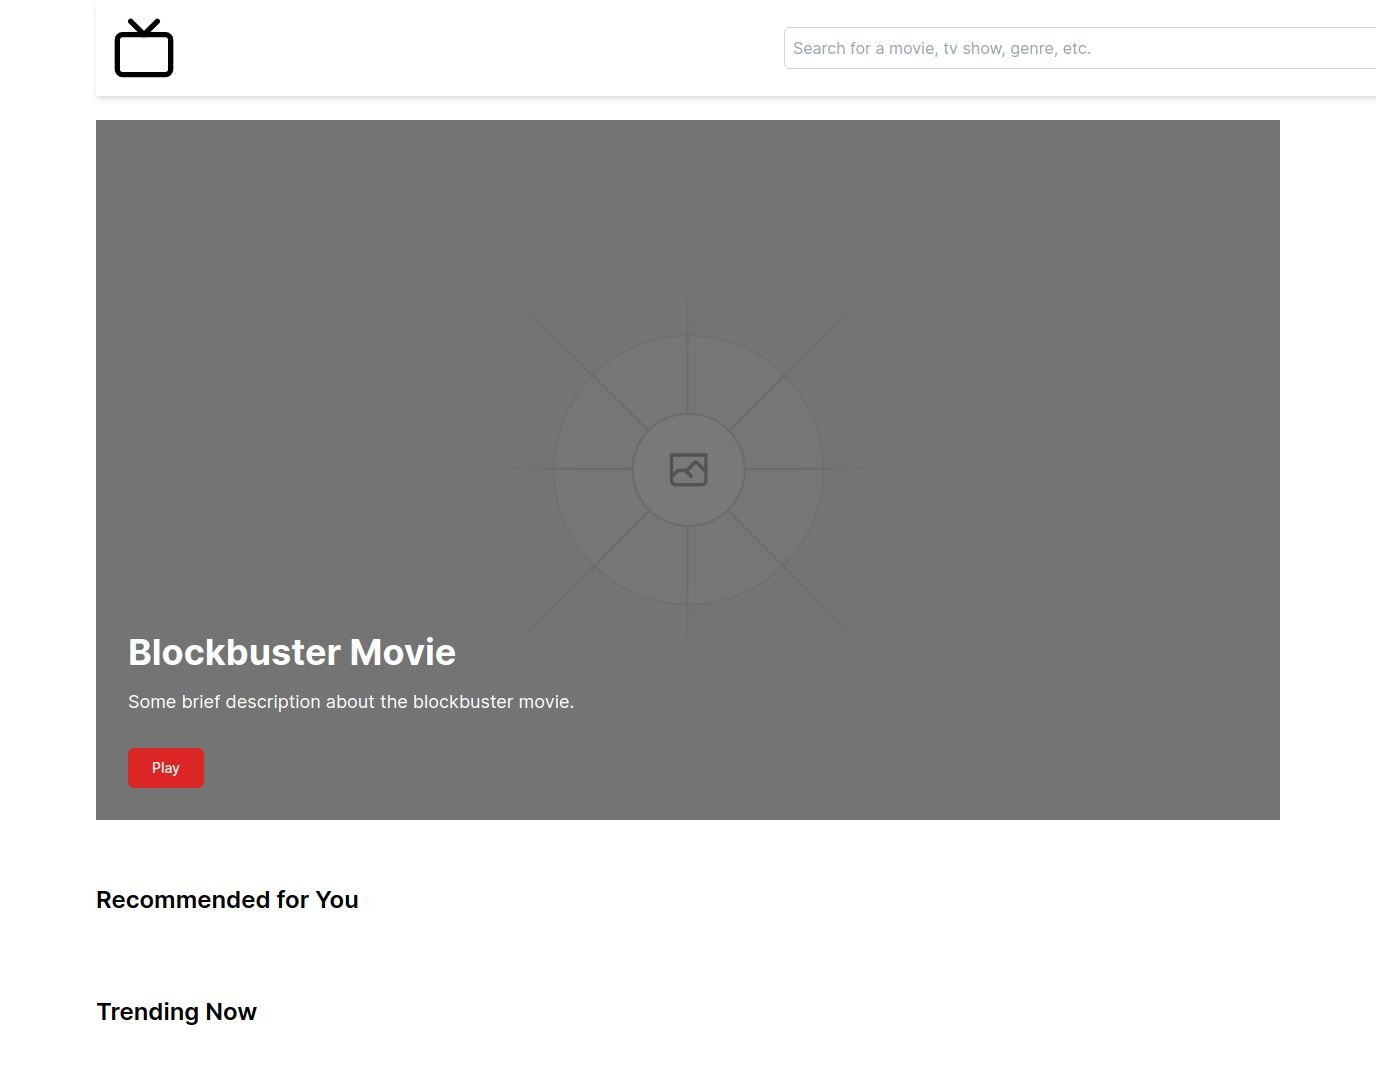 Search for a movie, tv show, genre, etc.
Blockbuster Movie
Some brief description about the blockbuster movie.
Play
Recommended for You
Trending Now